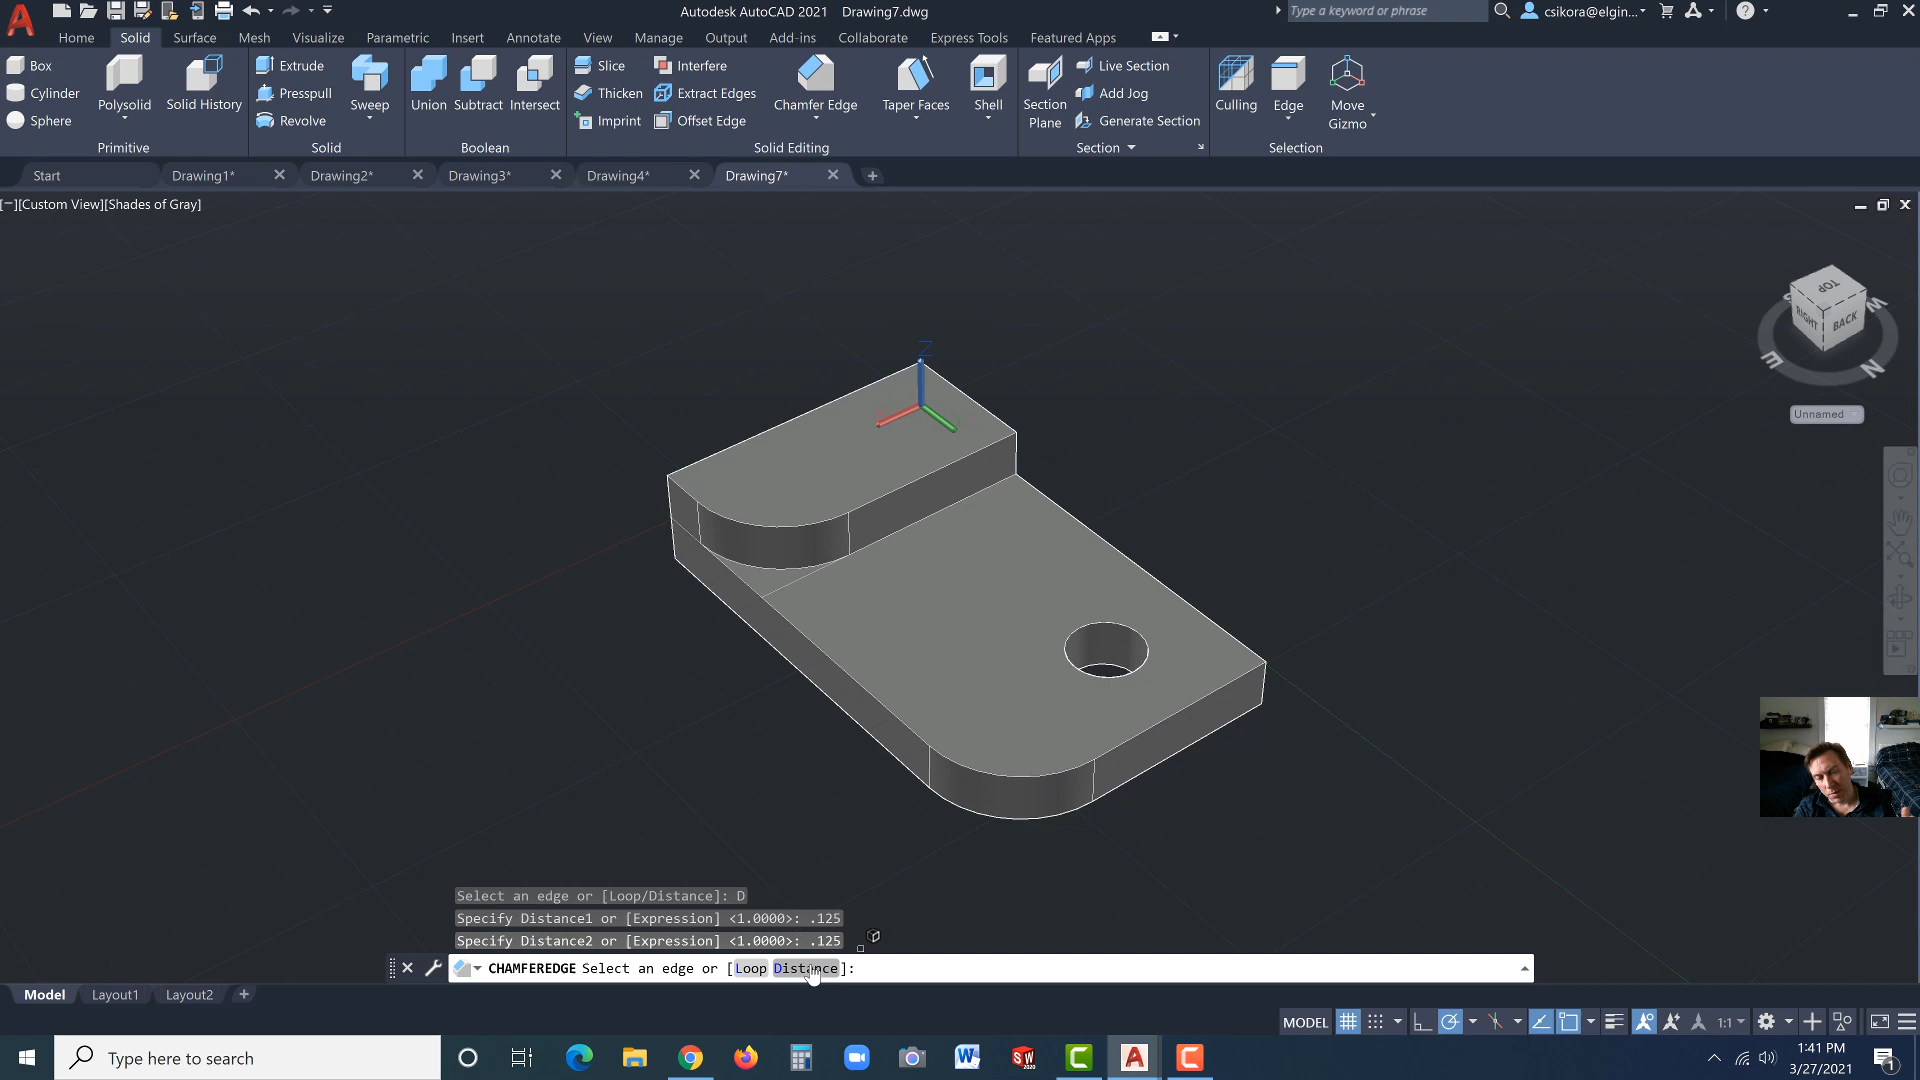 Autodesk AutoCAD 2021 Drawing7.dwg
Type a keyword or phrase
csikora@elgin...
Home Solid Surface Mesh Visualize Parametric Insert Annotate View Manage Output Add-ins Collaborate Express Tools Featured Apps
Box
Cylinder
Sphere
Polysolid
Solid History
Primitive
Extrude
Presspull
Revolve
Sweep
Solid
Union
Subtract
Intersect
Boolean
Slice
Thicken
Imprint
Interfere
Extract Edges
Offset Edge
Chamfer Edge
Taper Faces
Shell
Solid Editing
Section
Plane
Live Section
Add Jog
Generate Section
Section
Culling
Edge
Move
Gizmo
Selection
Start Drawing1* Drawing2* Drawing3* Drawing4* Drawing7*
[−][Custom View][Shades of Gray]
TOP
RIGHT
BACK
W
E
N
Unnamed
Z
Select an edge or [Loop/Distance]: D
Specify Distance1 or [Expression] <1.0000>: .125
Specify Distance2 or [Expression] <1.0000>: .125
CHAMFEREDGE Select an edge or [Loop Distance]:
Model Layout1 Layout2
MODEL
1:1
Type here to search
1:41 PM
3/27/2021
1